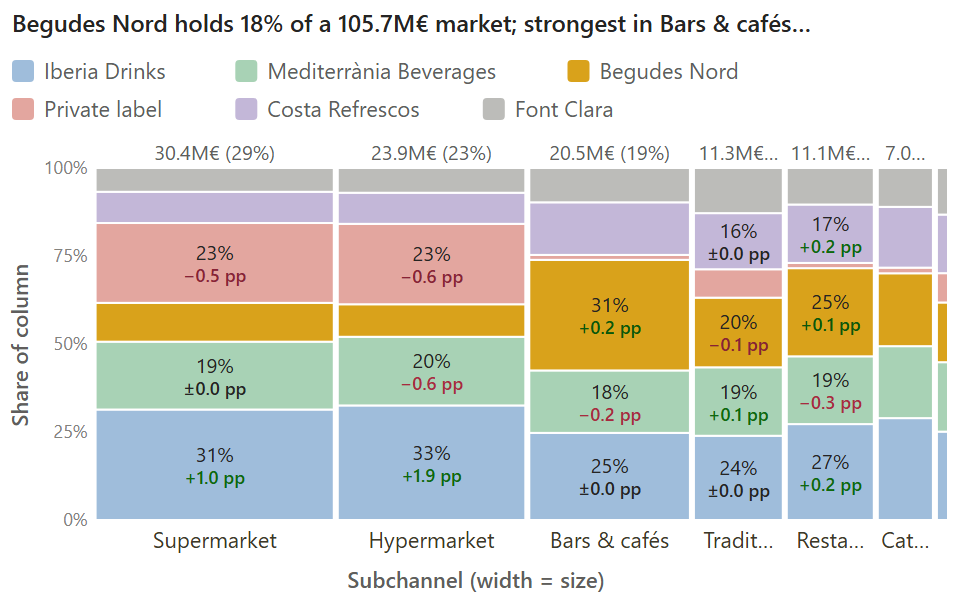 Begudes Nord holds 18% of a 105.7M€ market; strongest in Bars & cafés…
Iberia Drinks
Mediterrània Beverages
Begudes Nord
Private label
Costa Refrescos
Font Clara
30.4M€ (29%)
23.9M€ (23%)
20.5M€ (19%)
11.3M€…
11.1M€…
7.0…
100%
75%
50%
25%
0%
Share of column
23%
−0.5 pp
19%
±0.0 pp
31%
+1.0 pp
23%
−0.6 pp
20%
−0.6 pp
33%
+1.9 pp
31%
+0.2 pp
18%
−0.2 pp
25%
±0.0 pp
16%
±0.0 pp
20%
−0.1 pp
19%
+0.1 pp
24%
±0.0 pp
17%
+0.2 pp
25%
+0.1 pp
19%
−0.3 pp
27%
+0.2 pp
Supermarket
Hypermarket
Bars & cafés
Tradit…
Resta…
Cat…
Subchannel (width = size)